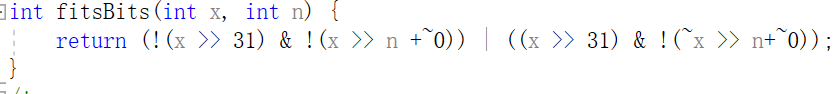 int fitsBits(int x, int n) {
return (!(x >> 31) & !(x >> n +~0)) | ((x >> 31) & !(~x >> n+~0));
}